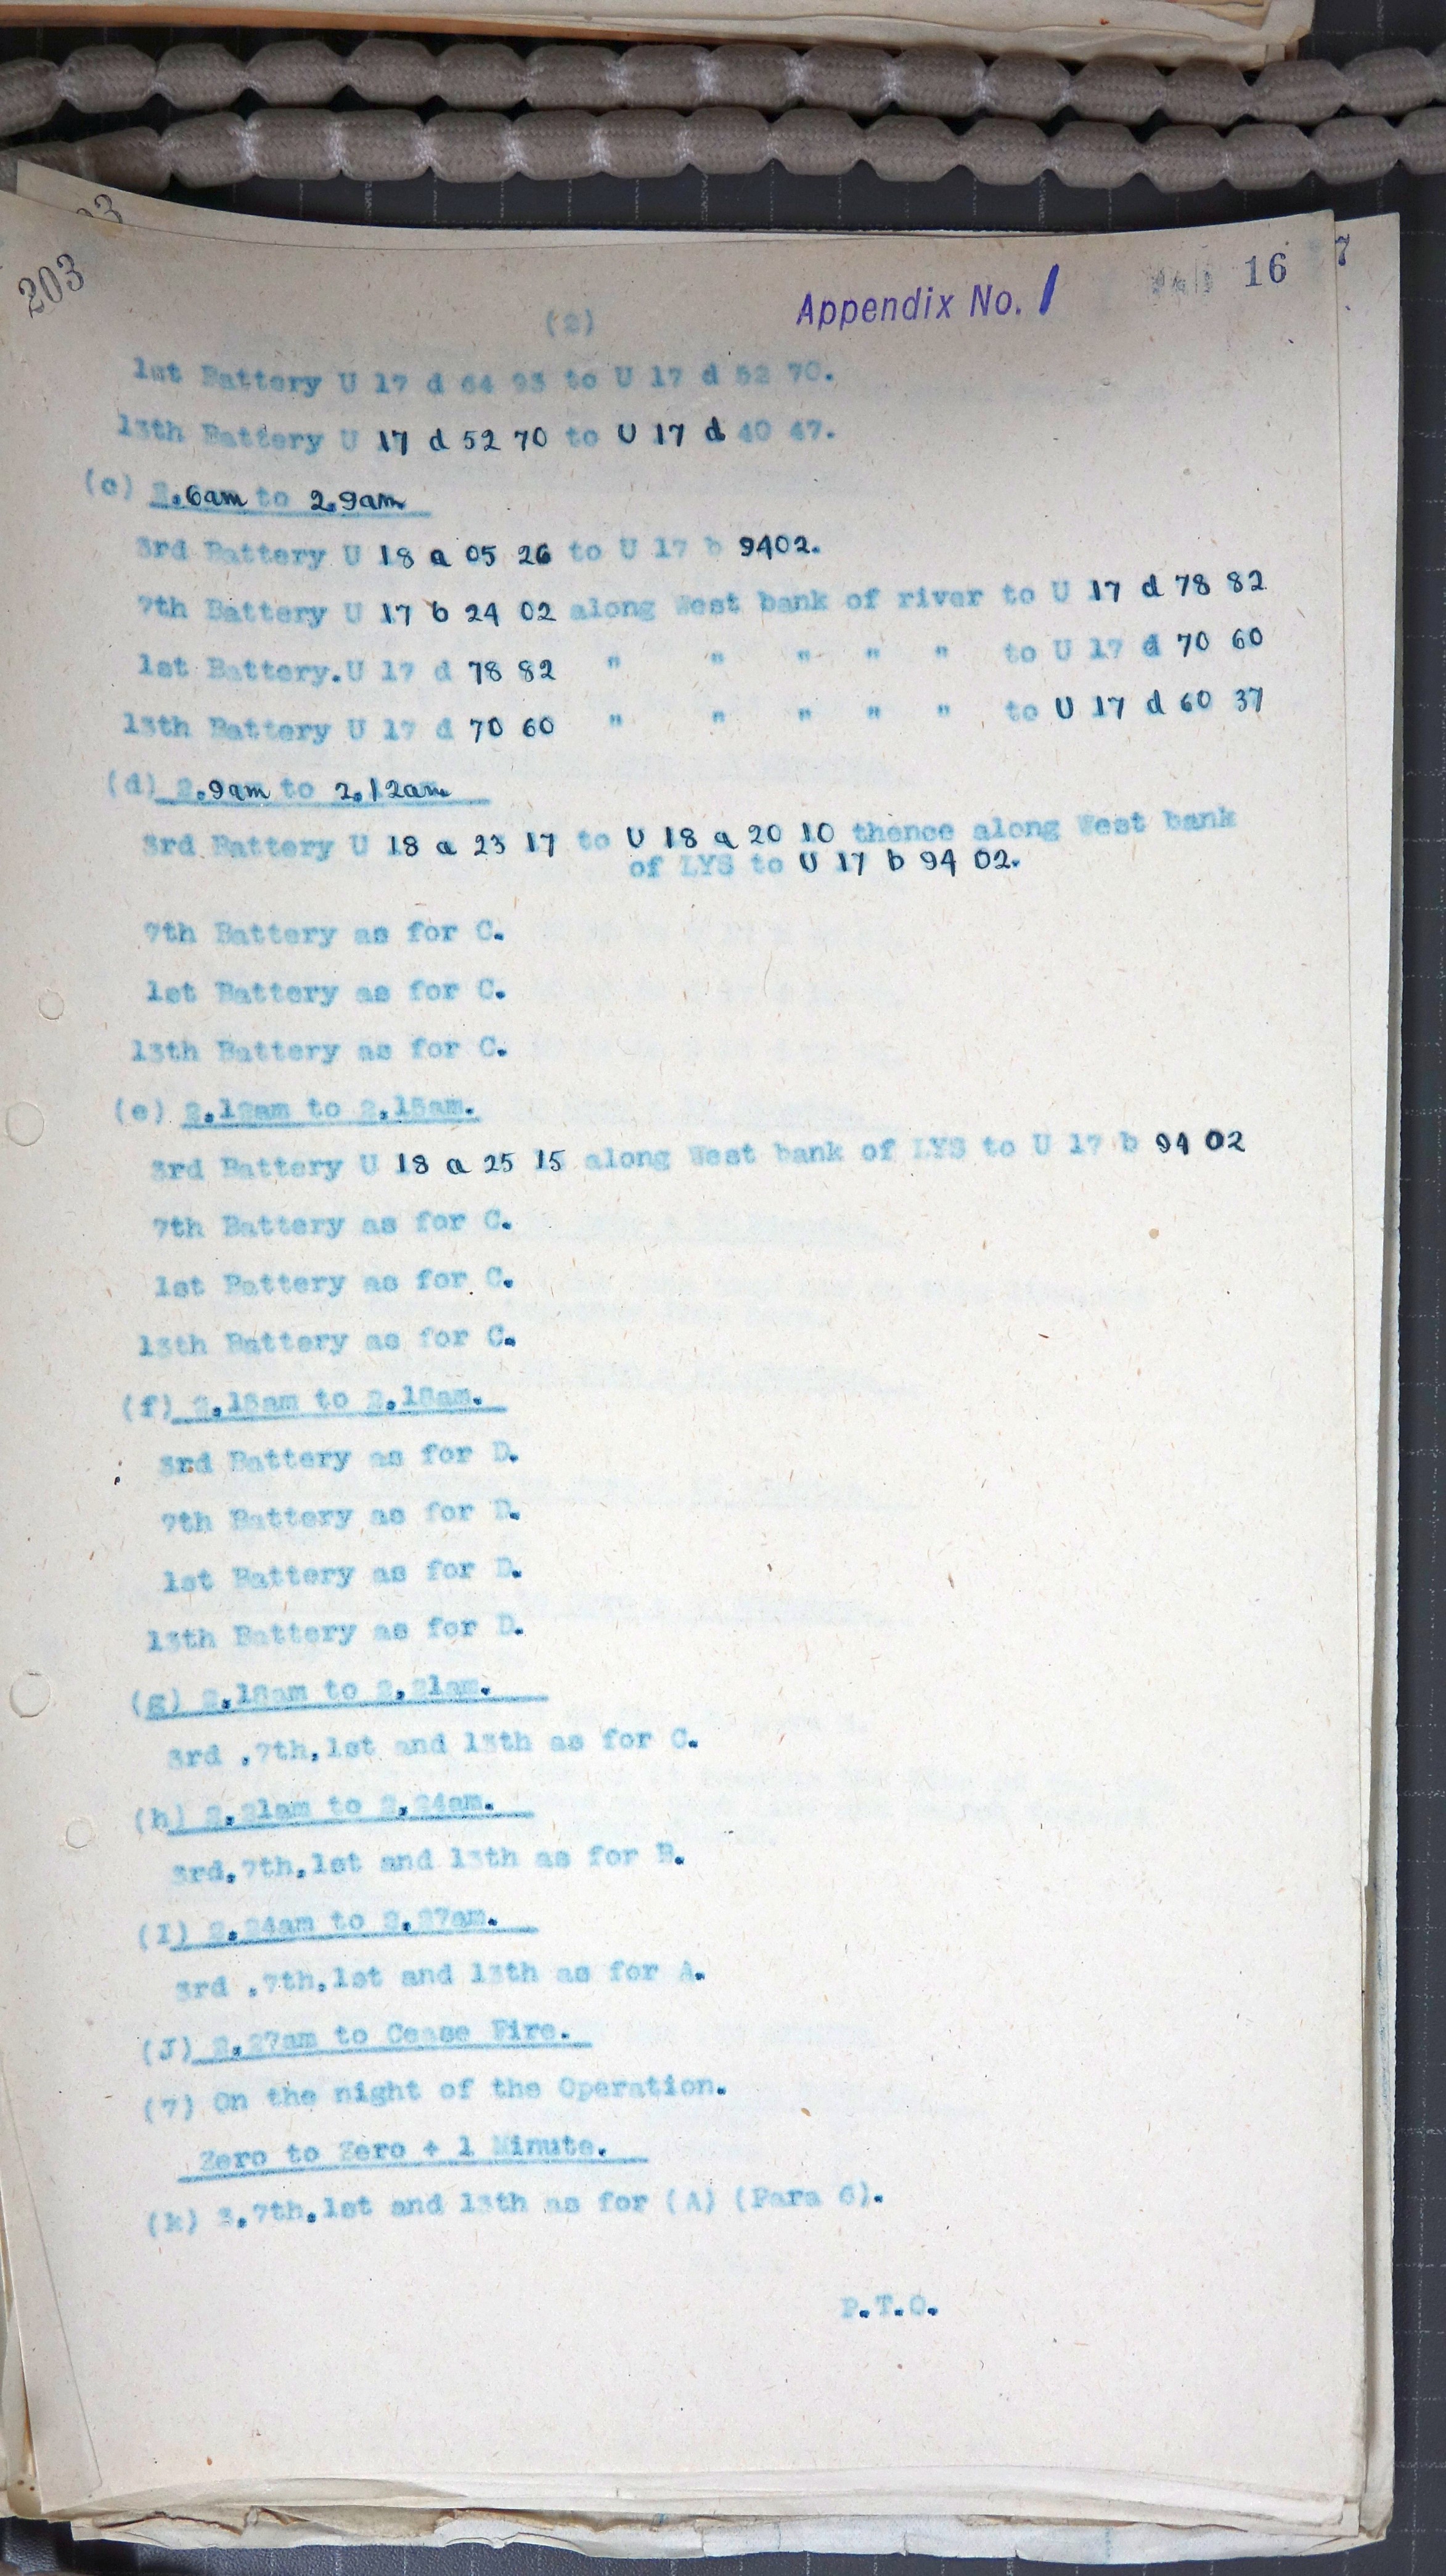 203
16
7
Appendix No. 1
(2)
1st Battery U 17 d 64 93 to U 17 d 52 70.
13th Battery U 17 d 52 70 to U 17 d 40 47.
(c) 2.6am to 2.9am
3rd Battery U 18 a 05 26 to U 17 b 9402.
7th Battery U 17 b 24 02 along West bank of river to U 17 d 78 82
1st Battery.U 17 d 78 82 " " " " " to U 17 d 70 60
13th Battery U 17 d 70 60 " " " " " to U 17 d 60 37
(d) 2.9am to 2.12am
3rd Battery U 18 a 23 17 to U 18 a 20 10 thence along West bank
of LYS to U 17 b 94 02.
7th Battery as for C.
1st Battery as for C.
13th Battery as for C.
(e) 2.12am to 2.15am.
3rd Battery U 18 a 25 15 along West bank of LYS to U 17 b 94 02
7th Battery as for C.
1st Battery as for C.
13th Battery as for C.
(f) 2.15am to 2.18am.
3rd Battery as for D.
7th Battery as for D.
1st Battery as for D.
13th Battery as for D.
(g) 2.18am to 2.21am.
3rd .7th.1st and 13th as for C.
(h) 2.21am to 2.24am.
3rd.7th.1st and 13th as for B.
(I) 2.24am to 2.27am.
3rd .7th.1st and 13th as for A.
(J) 2.27am to Cease Fire.
(7) On the night of the Operation.
Zero to Zero + 1 Minute.
(k) 3.7th.1st and 13th as for (A) (Para 6).
P.T.O.